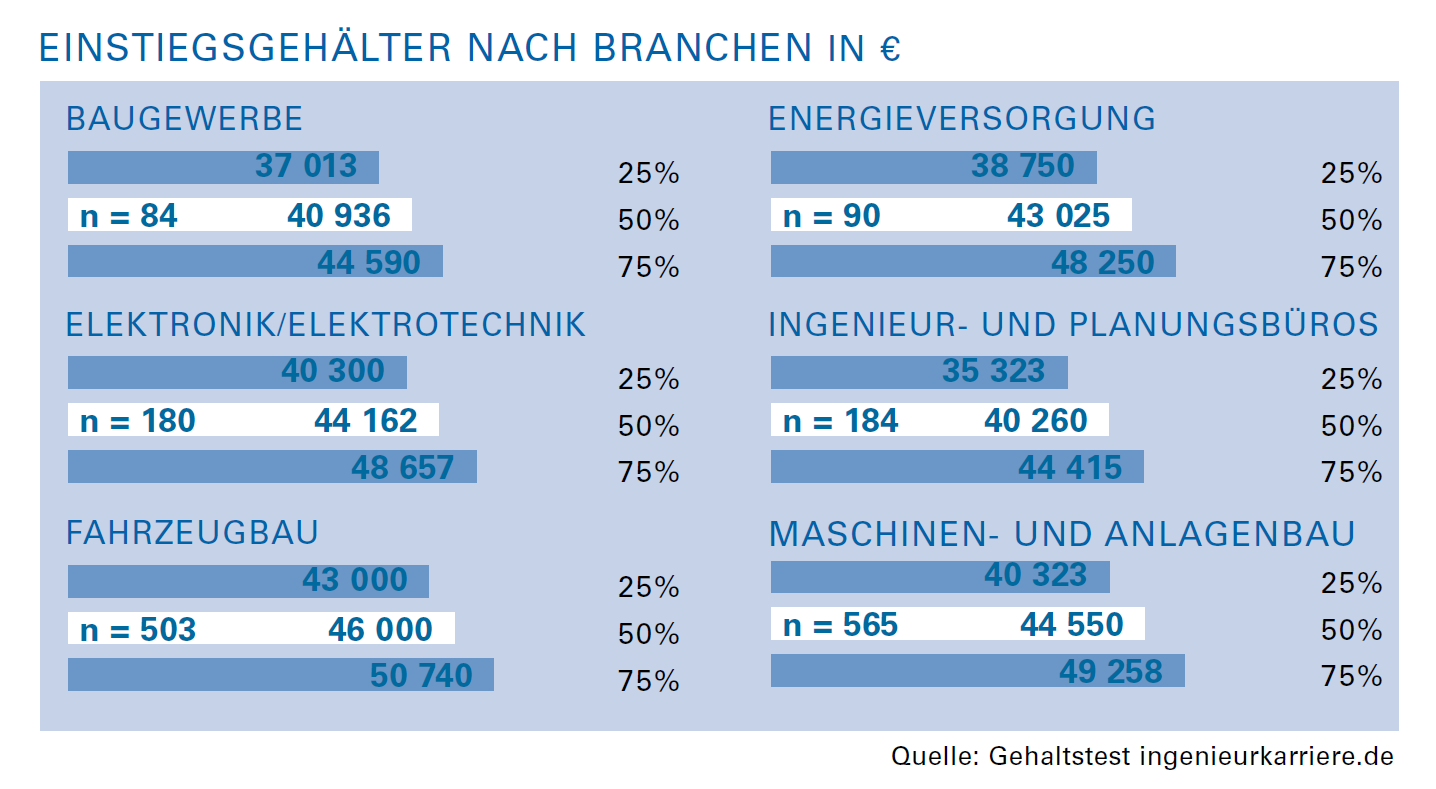 EINSTIEGSGEHÄLTER NACH BRANCHEN IN €
BAUGEWERBE
37 013 25%
n = 84 40 936 50%
44 590 75%
ELEKTRONIK/ELEKTROTECHNIK
40 300 25%
n = 180 44 162 50%
48 657 75%
FAHRZEUGBAU
43 000 25%
n = 503 46 000 50%
50 740 75%
ENERGIEVERSORGUNG
38 750 25%
n = 90 43 025 50%
48 250 75%
INGENIEUR- UND PLANUNGSBÜROS
35 323 25%
n = 184 40 260 50%
44 415 75%
MASCHINEN- UND ANLAGENBAU
40 323 25%
n = 565 44 550 50%
49 258 75%
Quelle: Gehaltstest ingenieurkarriere.de